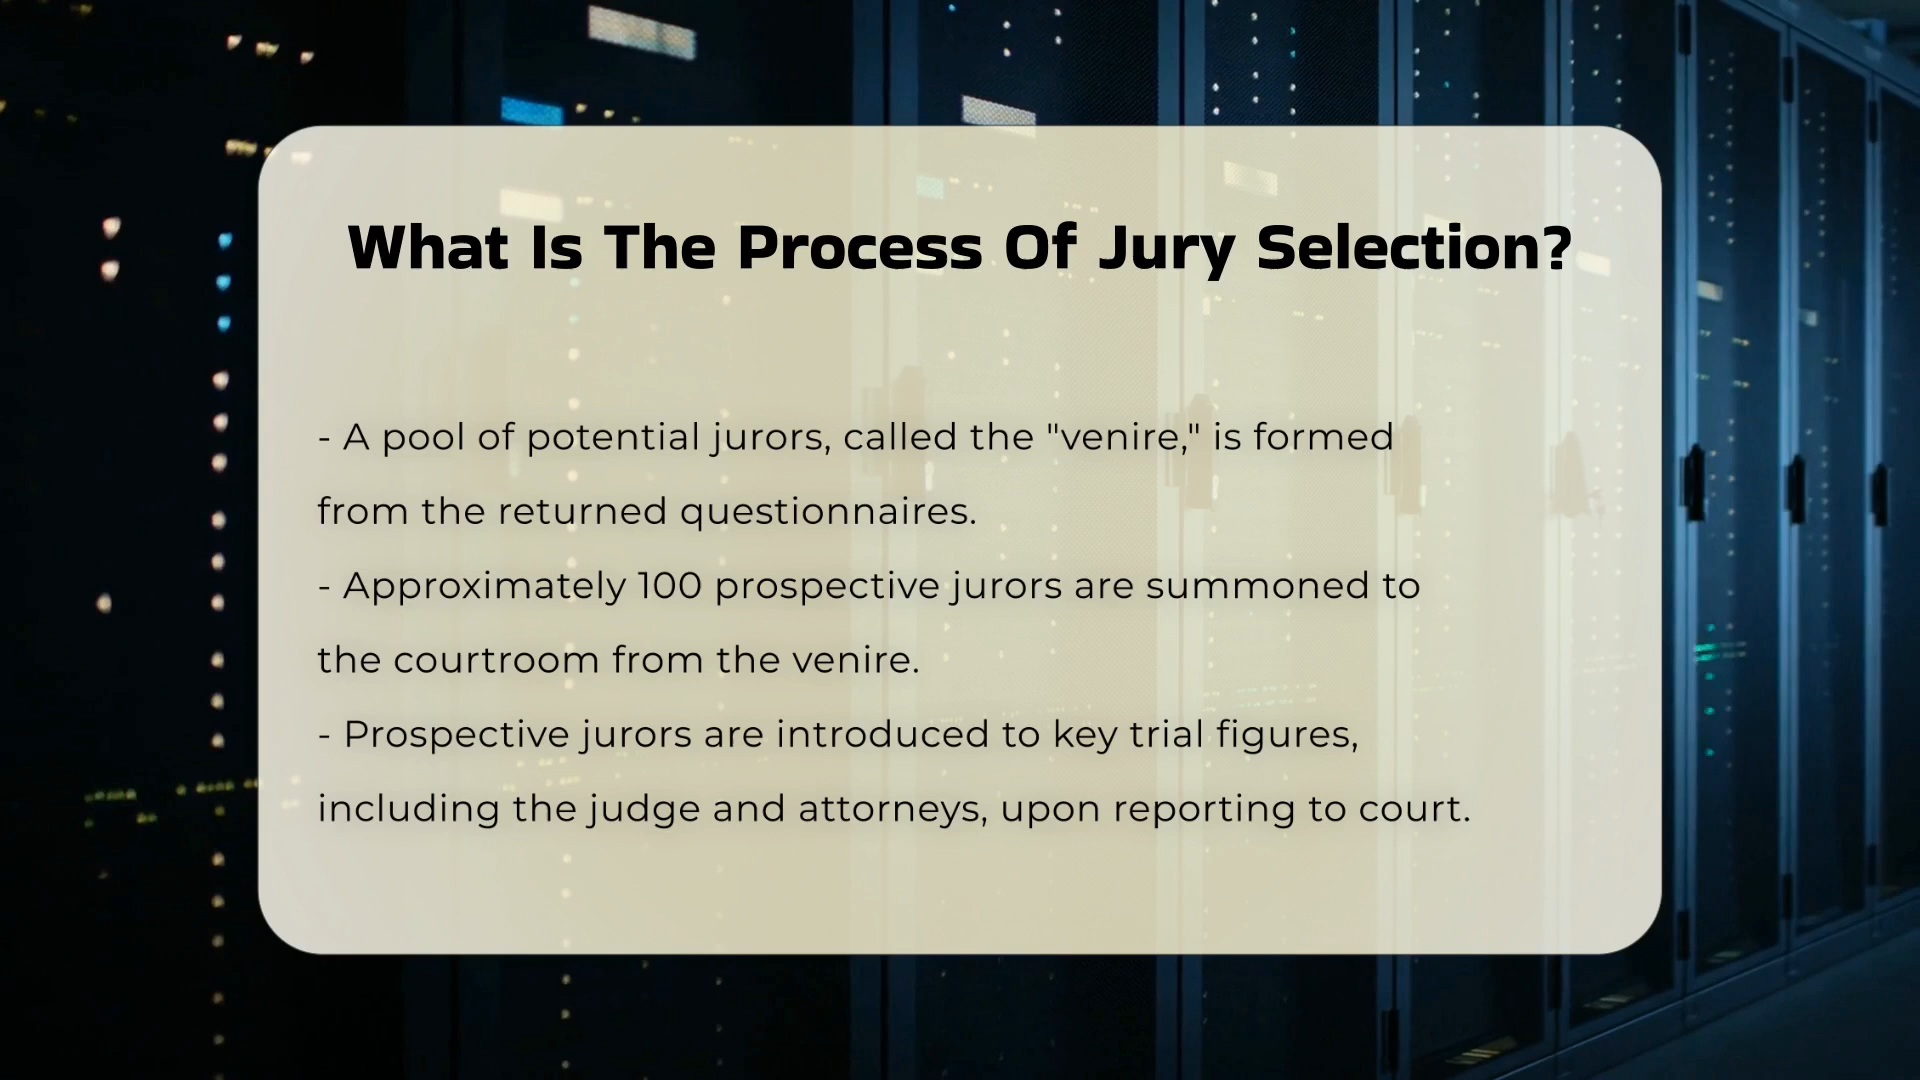 What Is The Process Of Jury Selection?
- A pool of potential jurors, called the "venire," is formed
from the returned questionnaires.
- Approximately 100 prospective jurors are summoned to
the courtroom from the venire.
- Prospective jurors are introduced to key trial figures,
including the judge and attorneys, upon reporting to court.